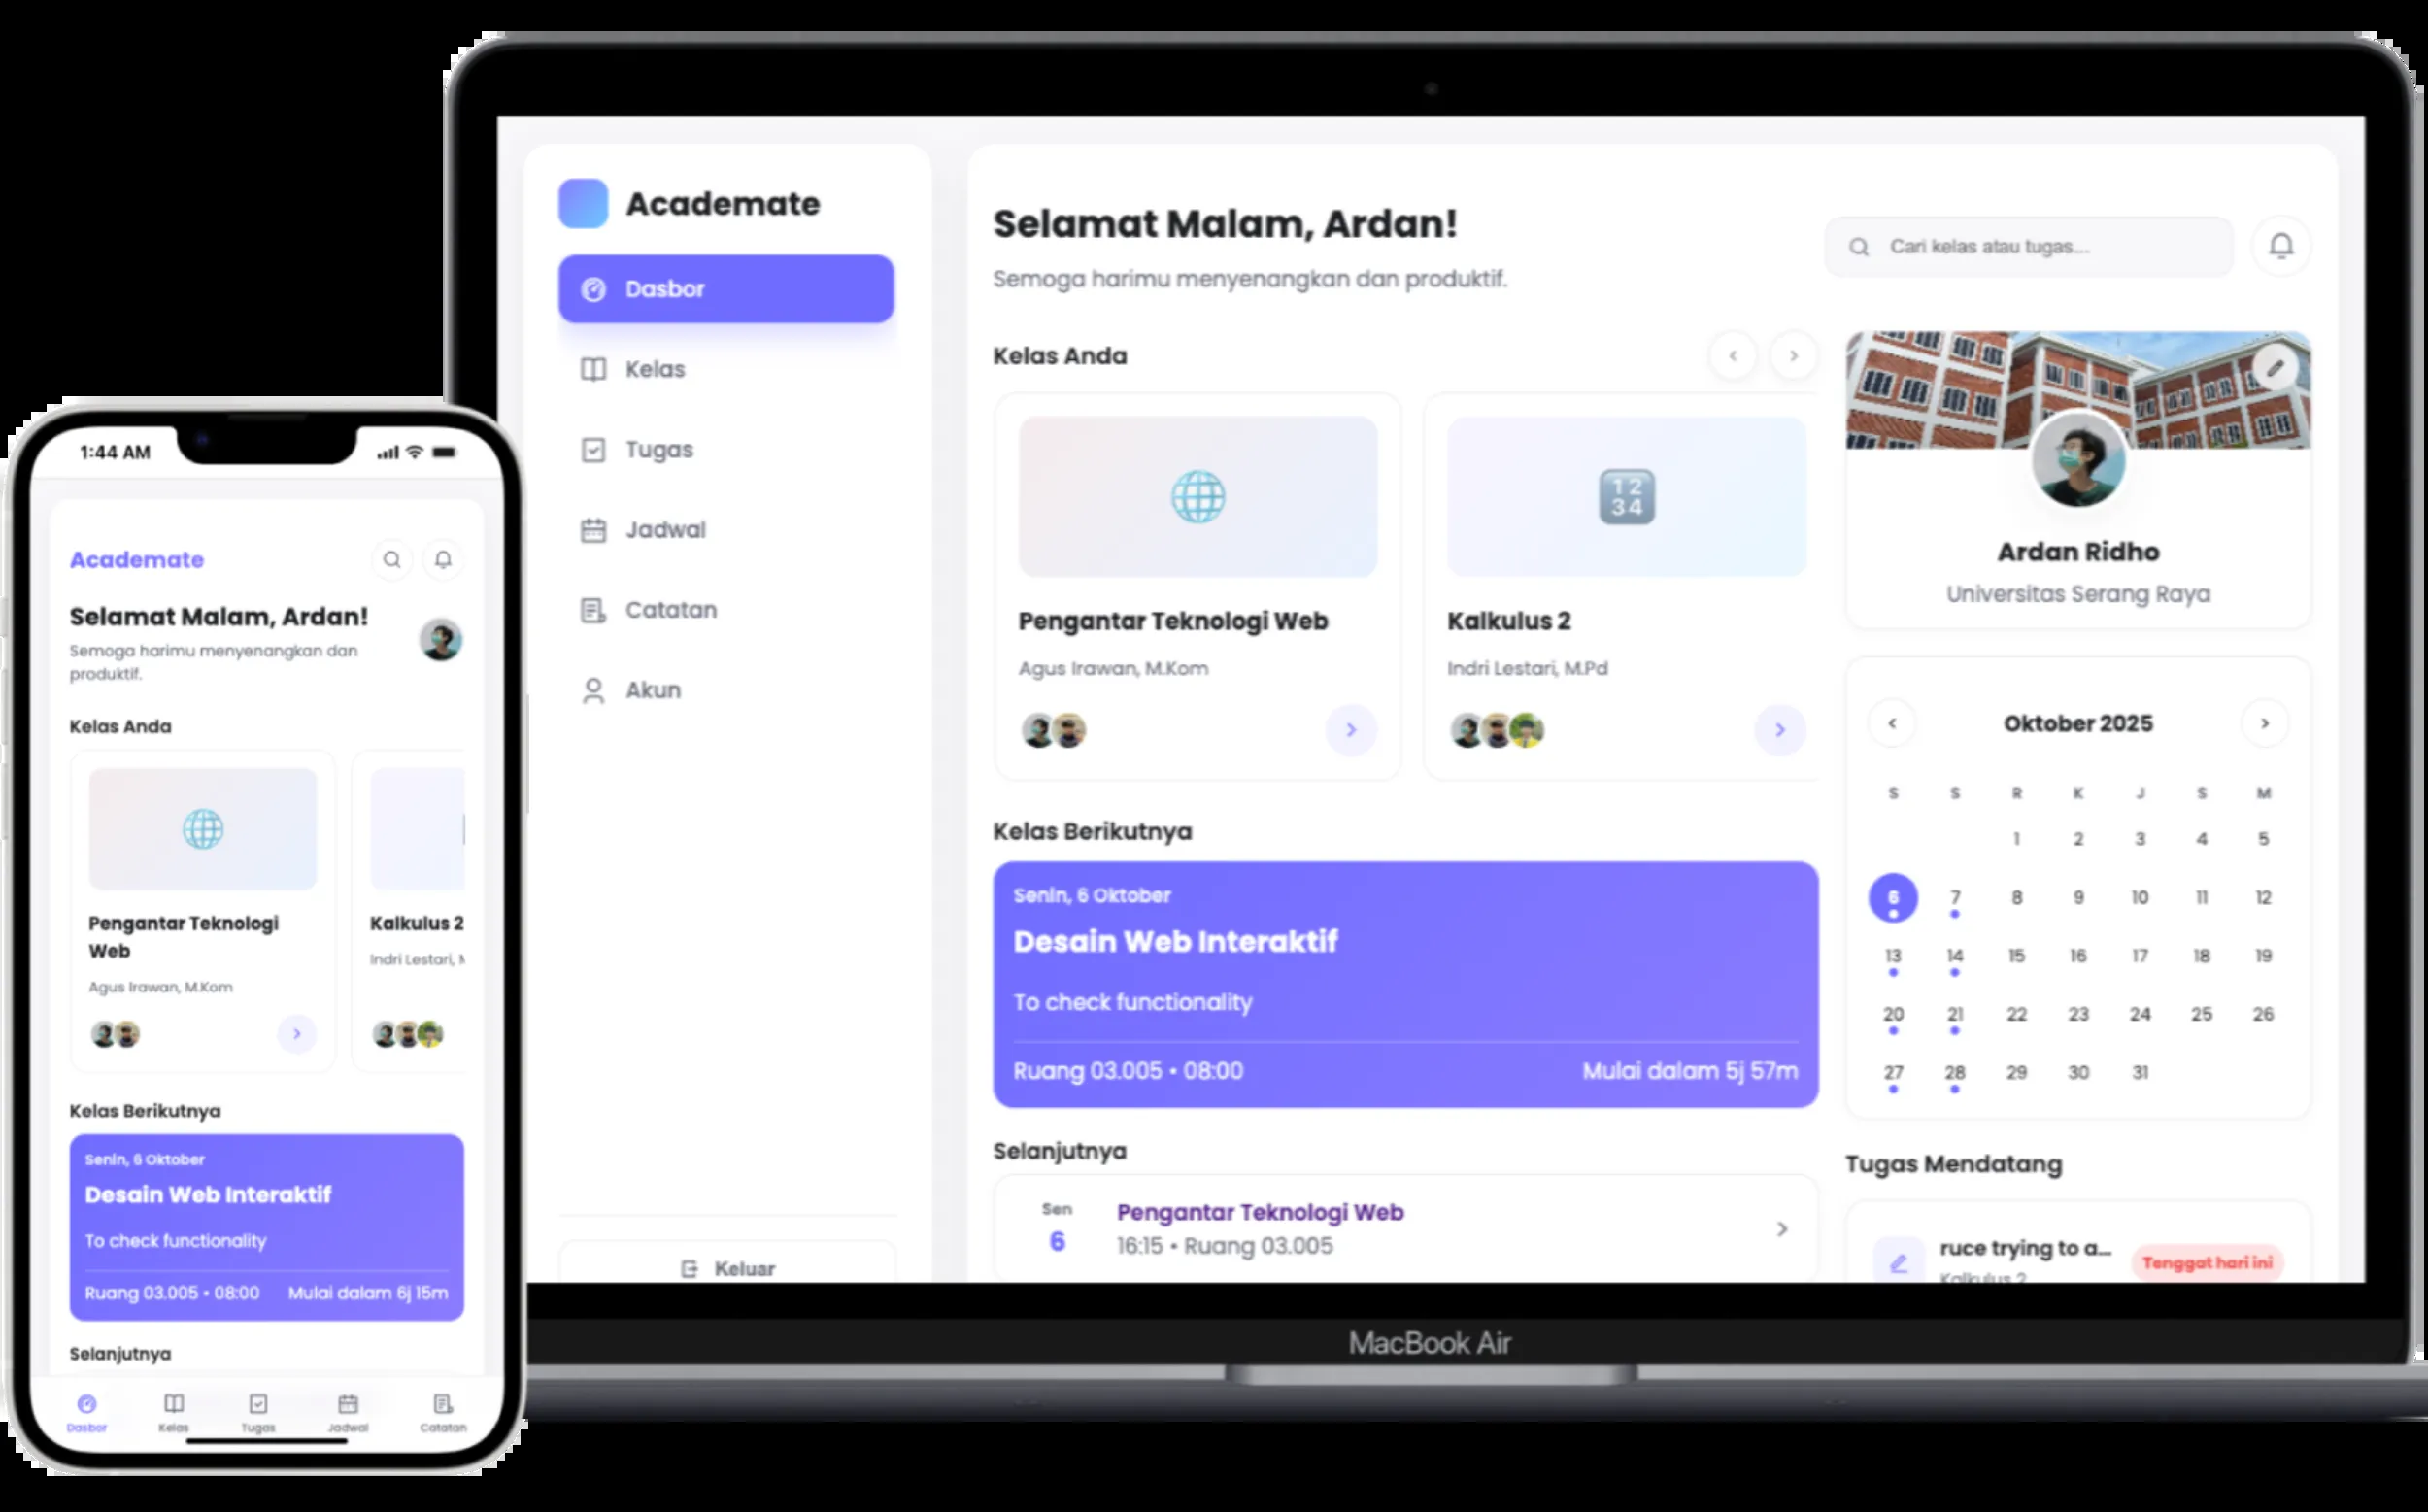 1:44 AM
Academate
Selamat Malam, Ardan!
Semoga harimu menyenangkan dan
produktif.
Kelas Anda
Pengantar Teknologi
Web
Agus Irawan, M.Kom
Kalkulus 2
Indri Lestari,
Kelas Berikutnya
Senin, 6 Oktober
Desain Web Interaktif
To check functionality
Ruang 03.005 • 08:00
Mulai dalam 6j 15m
Selanjutnya
Dasbor
Kelas
Tugas
Jadwal
Catatan
Academate
Dasbor
Kelas
Tugas
Jadwal
Catatan
Akun
Keluar
Selamat Malam, Ardan!
Semoga harimu menyenangkan dan produktif.
Cari kelas atau tugas...
Kelas Anda
12
34
Pengantar Teknologi Web
Agus Irawan, M.Kom
Kalkulus 2
Indri Lestari, M.Pd
Kelas Berikutnya
Senin, 6 Oktober
Desain Web Interaktif
To check functionality
Ruang 03.005 • 08:00
Mulai dalam 5j 57m
Selanjutnya
Sen
6
Pengantar Teknologi Web
16:15 • Ruang 03.005
Ardan Ridho
Universitas Serang Raya
Oktober 2025
S S R K J S M
1 2 3 4 5
6 7 8 9 10 11 12
13 14 15 16 17 18 19
20 21 22 23 24 25 26
27 28 29 30 31
Tugas Mendatang
ruce trying to a...
Kalkulus 2
Tenggat hari ini
MacBook Air